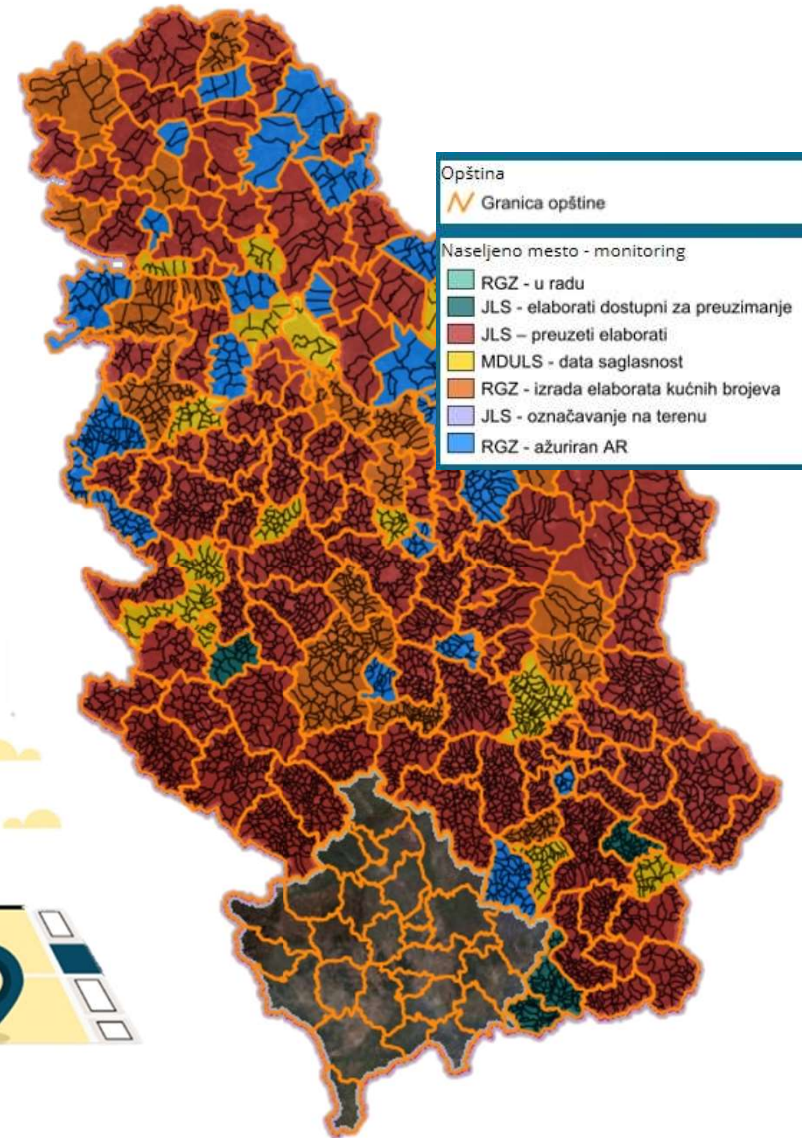 Opština
Granica opštine
Naseljeno mesto - monitoring
RGZ - u radu
JLS - elaborati dostupni za preuzimanje
JLS – preuzeti elaborati
MDULS - data saglasnost
RGZ - izrada elaborata kućnih brojeva
JLS - označavanje na terenu
RGZ - ažuriran AR